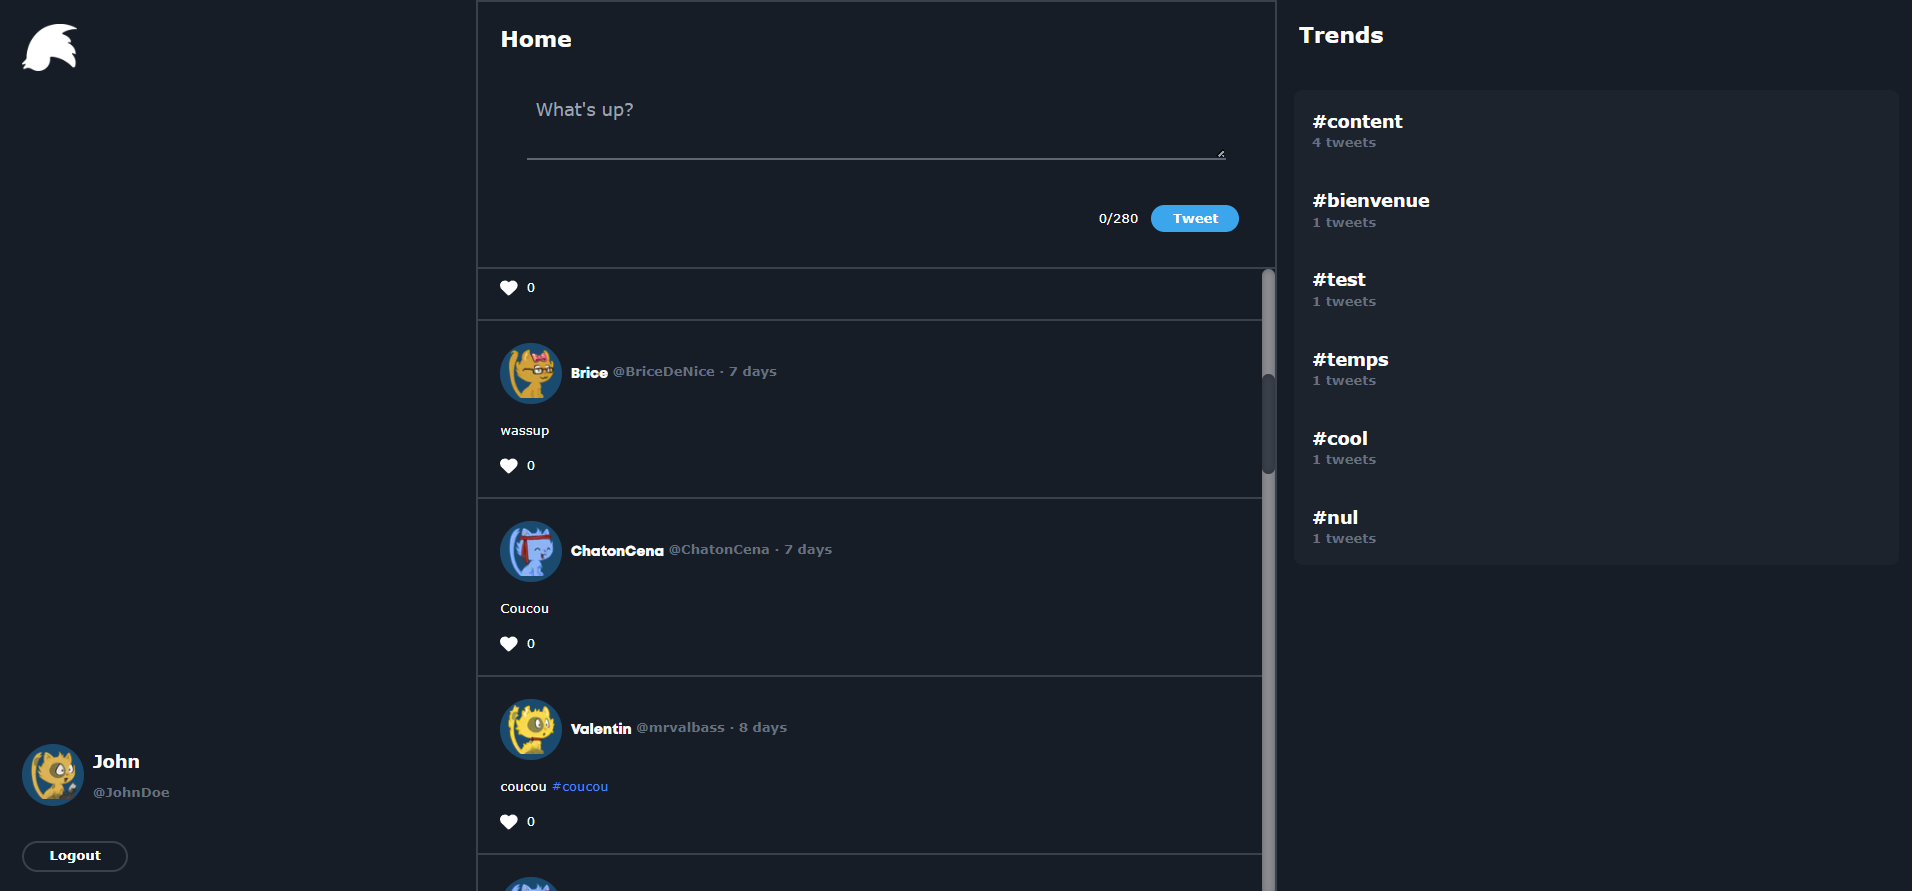 Home
What's up?
0/280 Tweet
0
Brice @BriceDeNice · 7 days
wassup
0
ChatonCena @ChatonCena · 7 days
Coucou
0
Valentin @mrvalbass · 8 days
coucou #coucou
0
John
@JohnDoe
Logout
Trends
#content
4 tweets
#bienvenue
1 tweets
#test
1 tweets
#temps
1 tweets
#cool
1 tweets
#nul
1 tweets